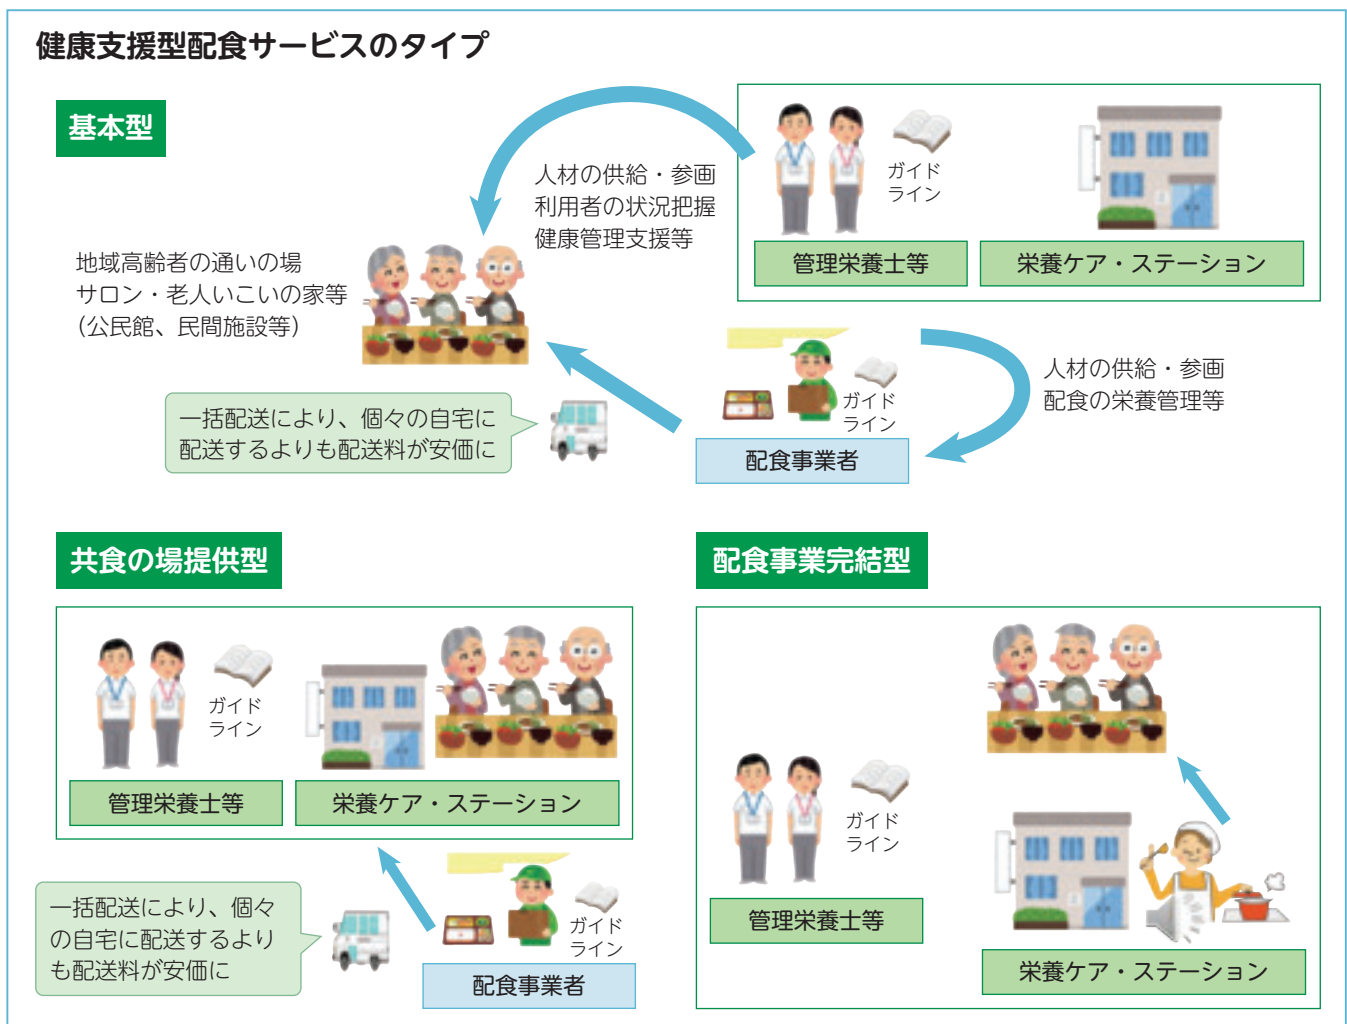 健康支援型配食サービスのタイプ
基本型
人材の供給・参画
利用者の状況把握
健康管理支援等
ガイド
ライン
管理栄養士等
栄養ケア・ステーション
地域高齢者の通いの場
サロン・老人いこいの家等
（公民館、民間施設等）
人材の供給・参画
配食の栄養管理等
ガイド
ライン
配食事業者
一括配送により、個々の自宅に
配送するよりも配送料が安価に
共食の場提供型
ガイド
ライン
管理栄養士等
栄養ケア・ステーション
一括配送により、個々
の自宅に配送するより
も配送料が安価に
ガイド
ライン
配食事業者
配食事業完結型
ガイド
ライン
管理栄養士等
栄養ケア・ステーション